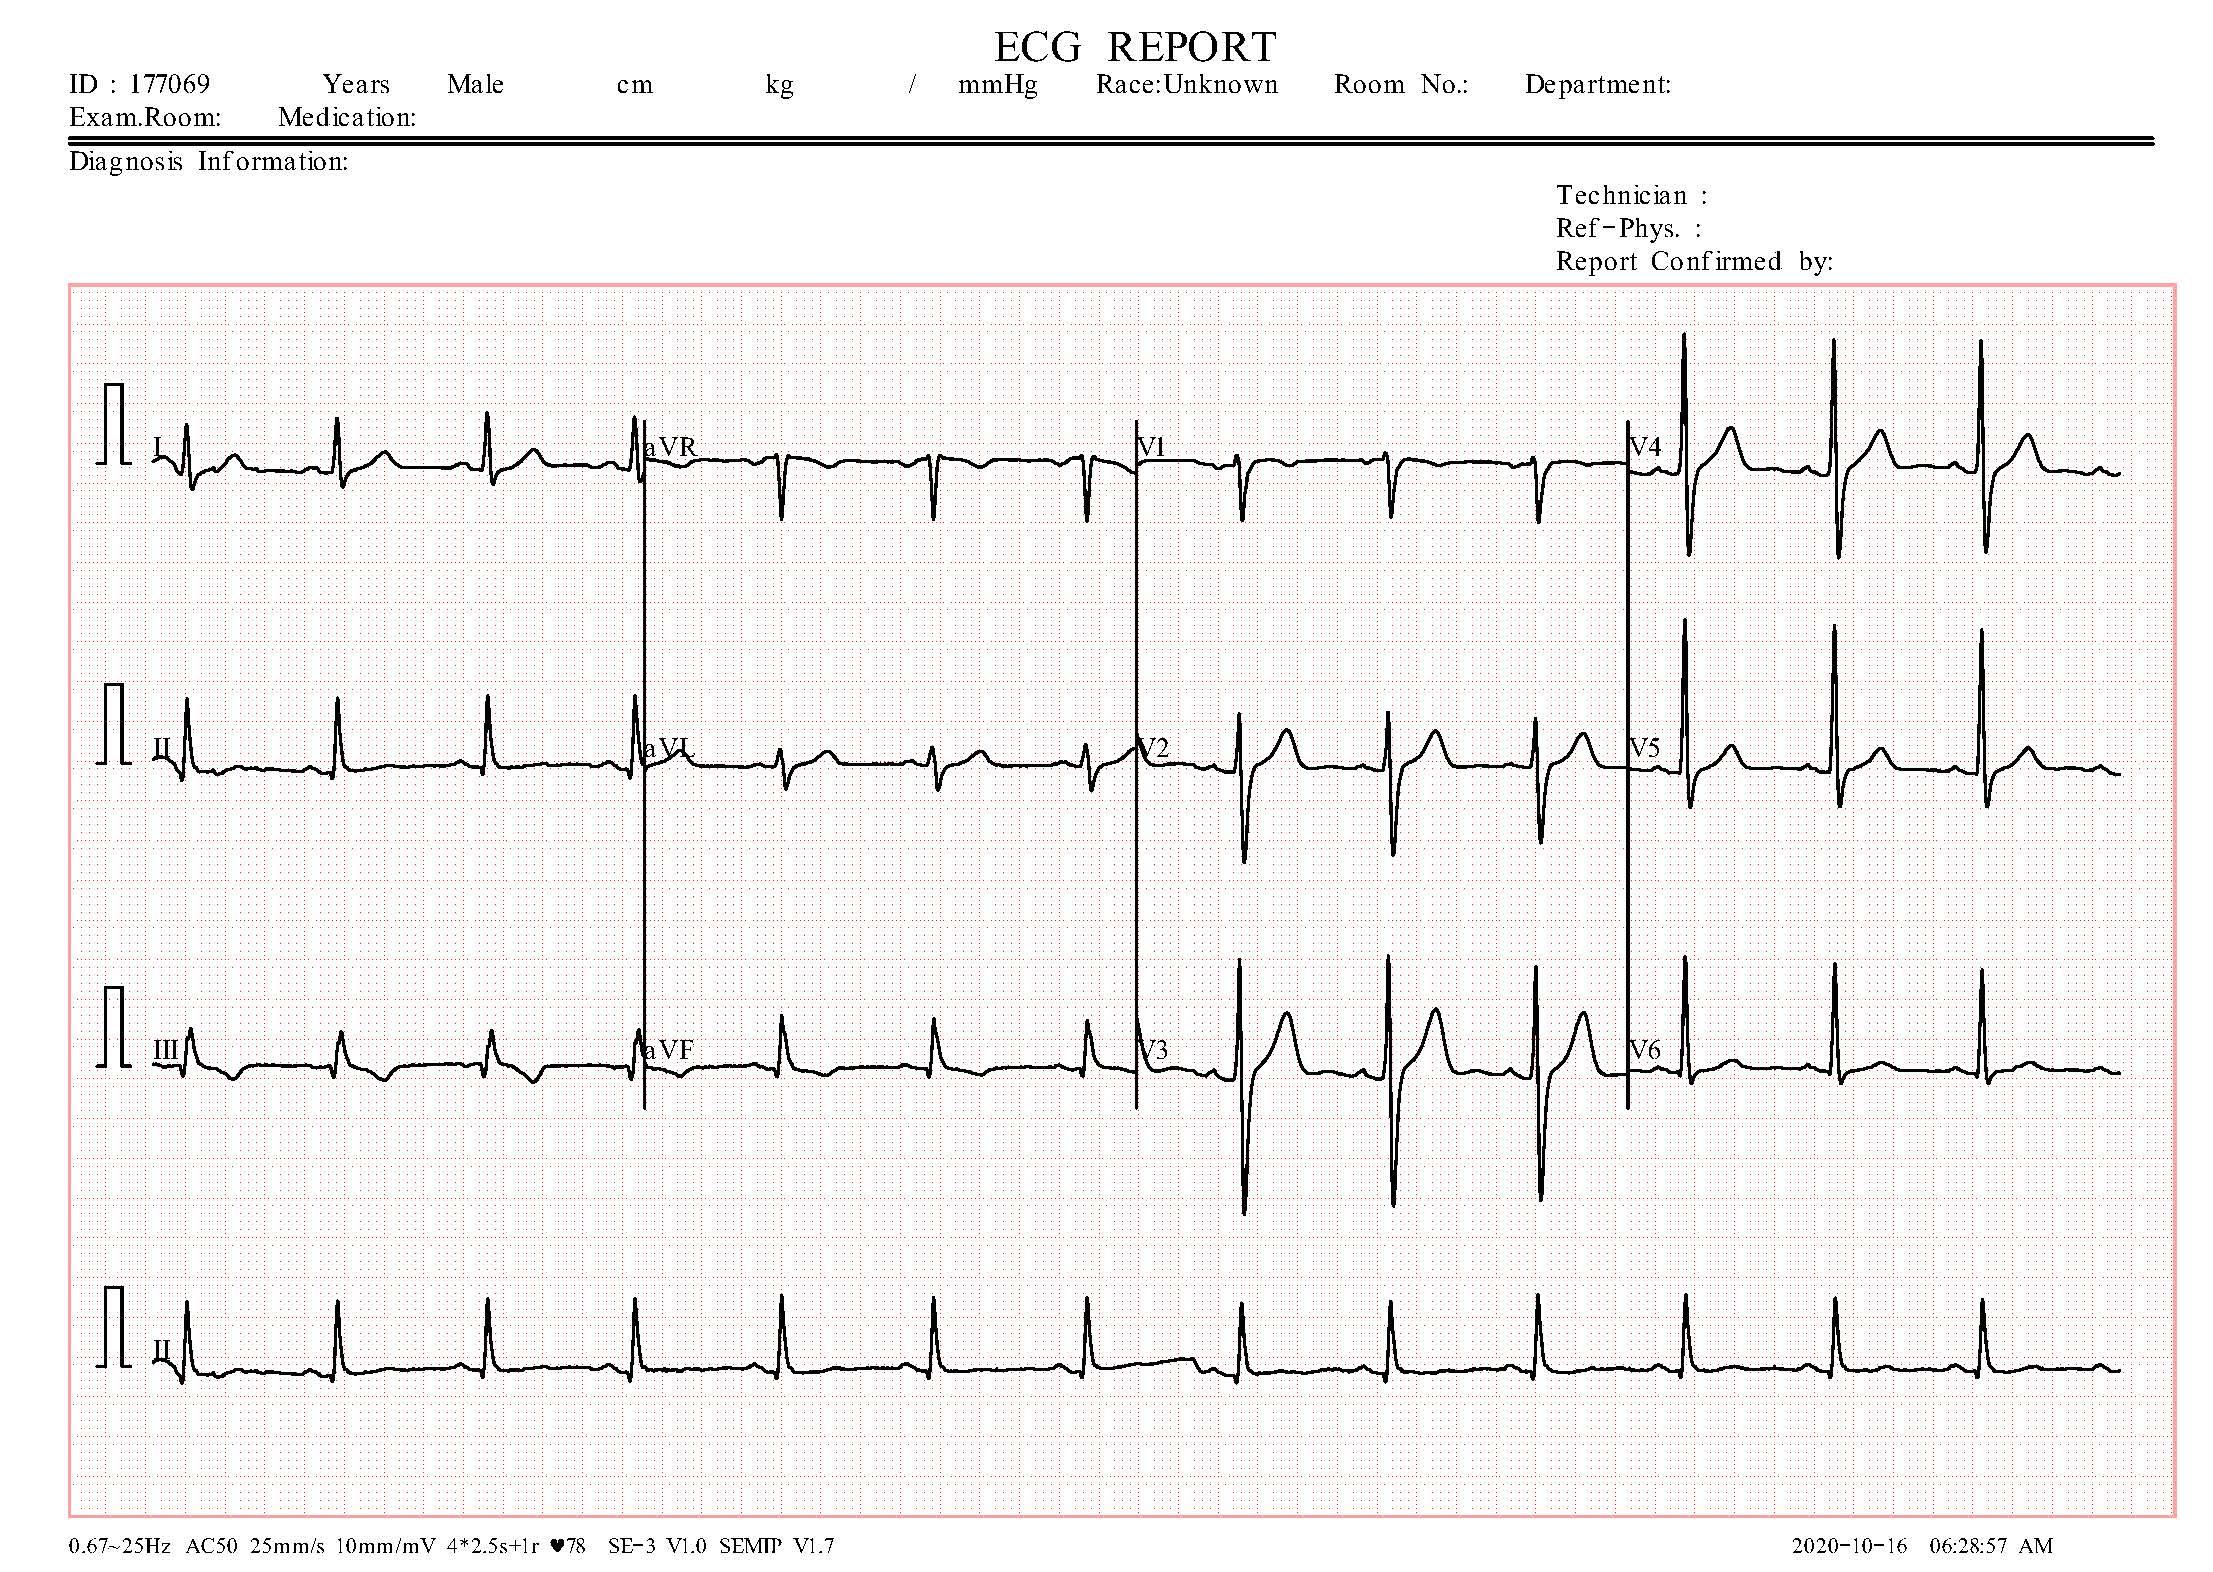 ECG REPORT
ID : 177069 Years Male cm kg / mmHg Race:Unknown Room No.: Department:
Exam.Room: Medication:
Diagnosis Information:
Technician :
Ref-Phys. :
Report Confirmed by:
I aVR V1 V4
II aVL V2 V5
III aVF V3 V6
II
0.67~25Hz AC50 25mm/s 10mm/mV 4*2.5s+1r ♥78 SE-3 V1.0 SEMIP V1.7 2020-10-16 06:28:57 AM